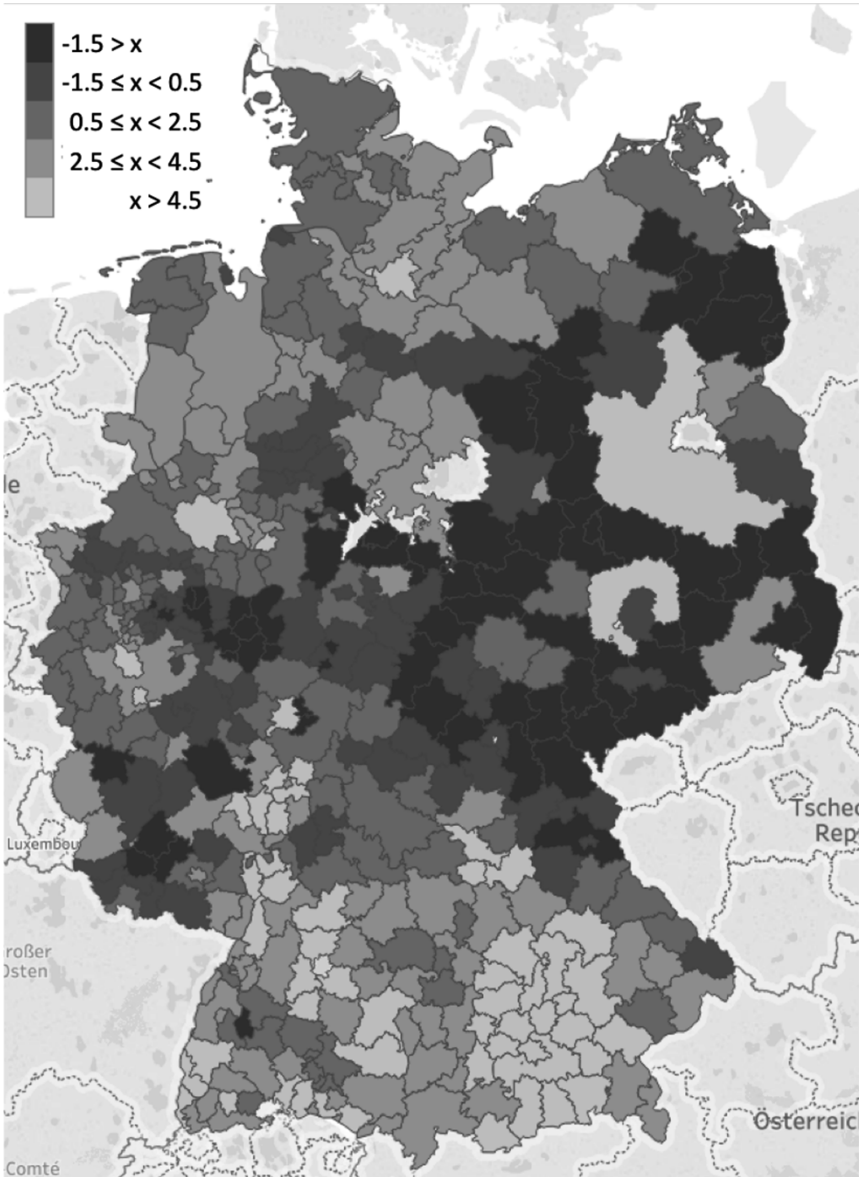 -1.5 > x
-1.5 ≤ x < 0.5
0.5 ≤ x < 2.5
2.5 ≤ x < 4.5
x > 4.5
le
Tschec
Rep
Luxembou
roßer
Osten
Österreich
Comté